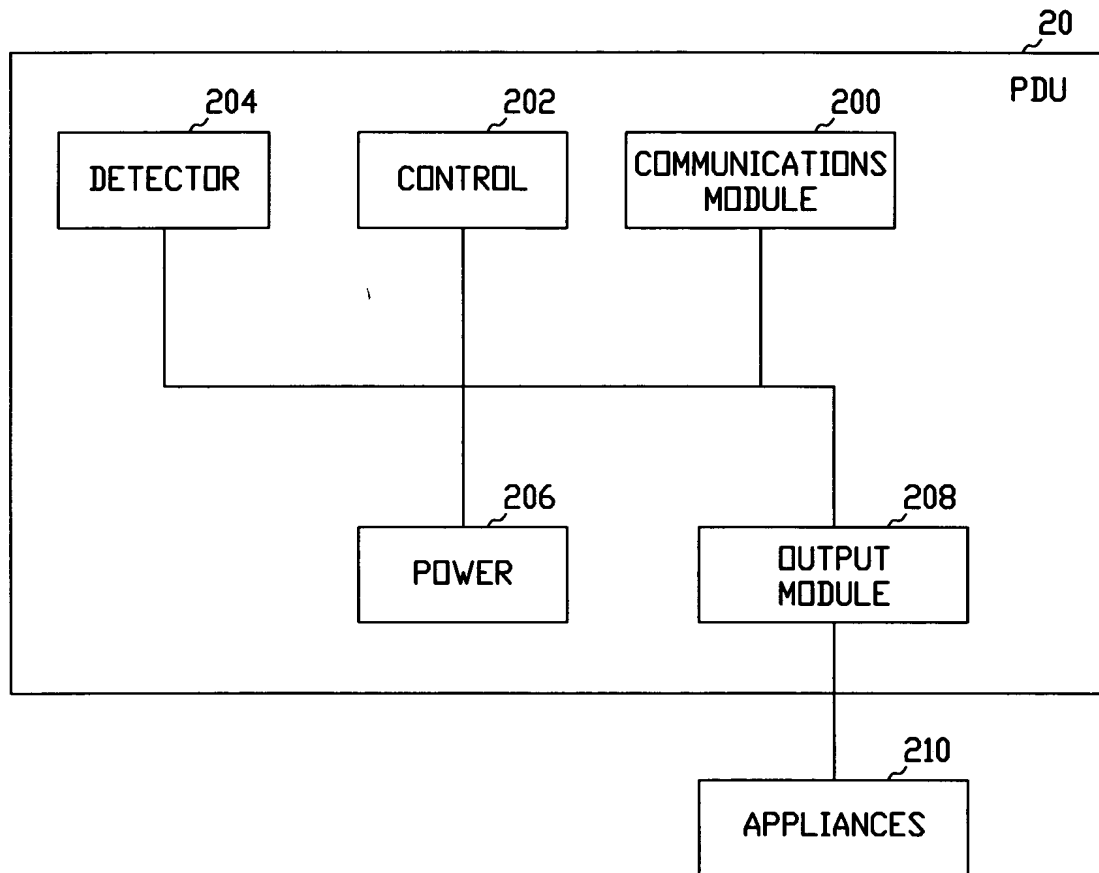 20
PDU
204
202
200
DETECTOR
CONTROL
COMMUNICATIONS
MODULE
206
208
POWER
OUTPUT
MODULE
210
APPLIANCES